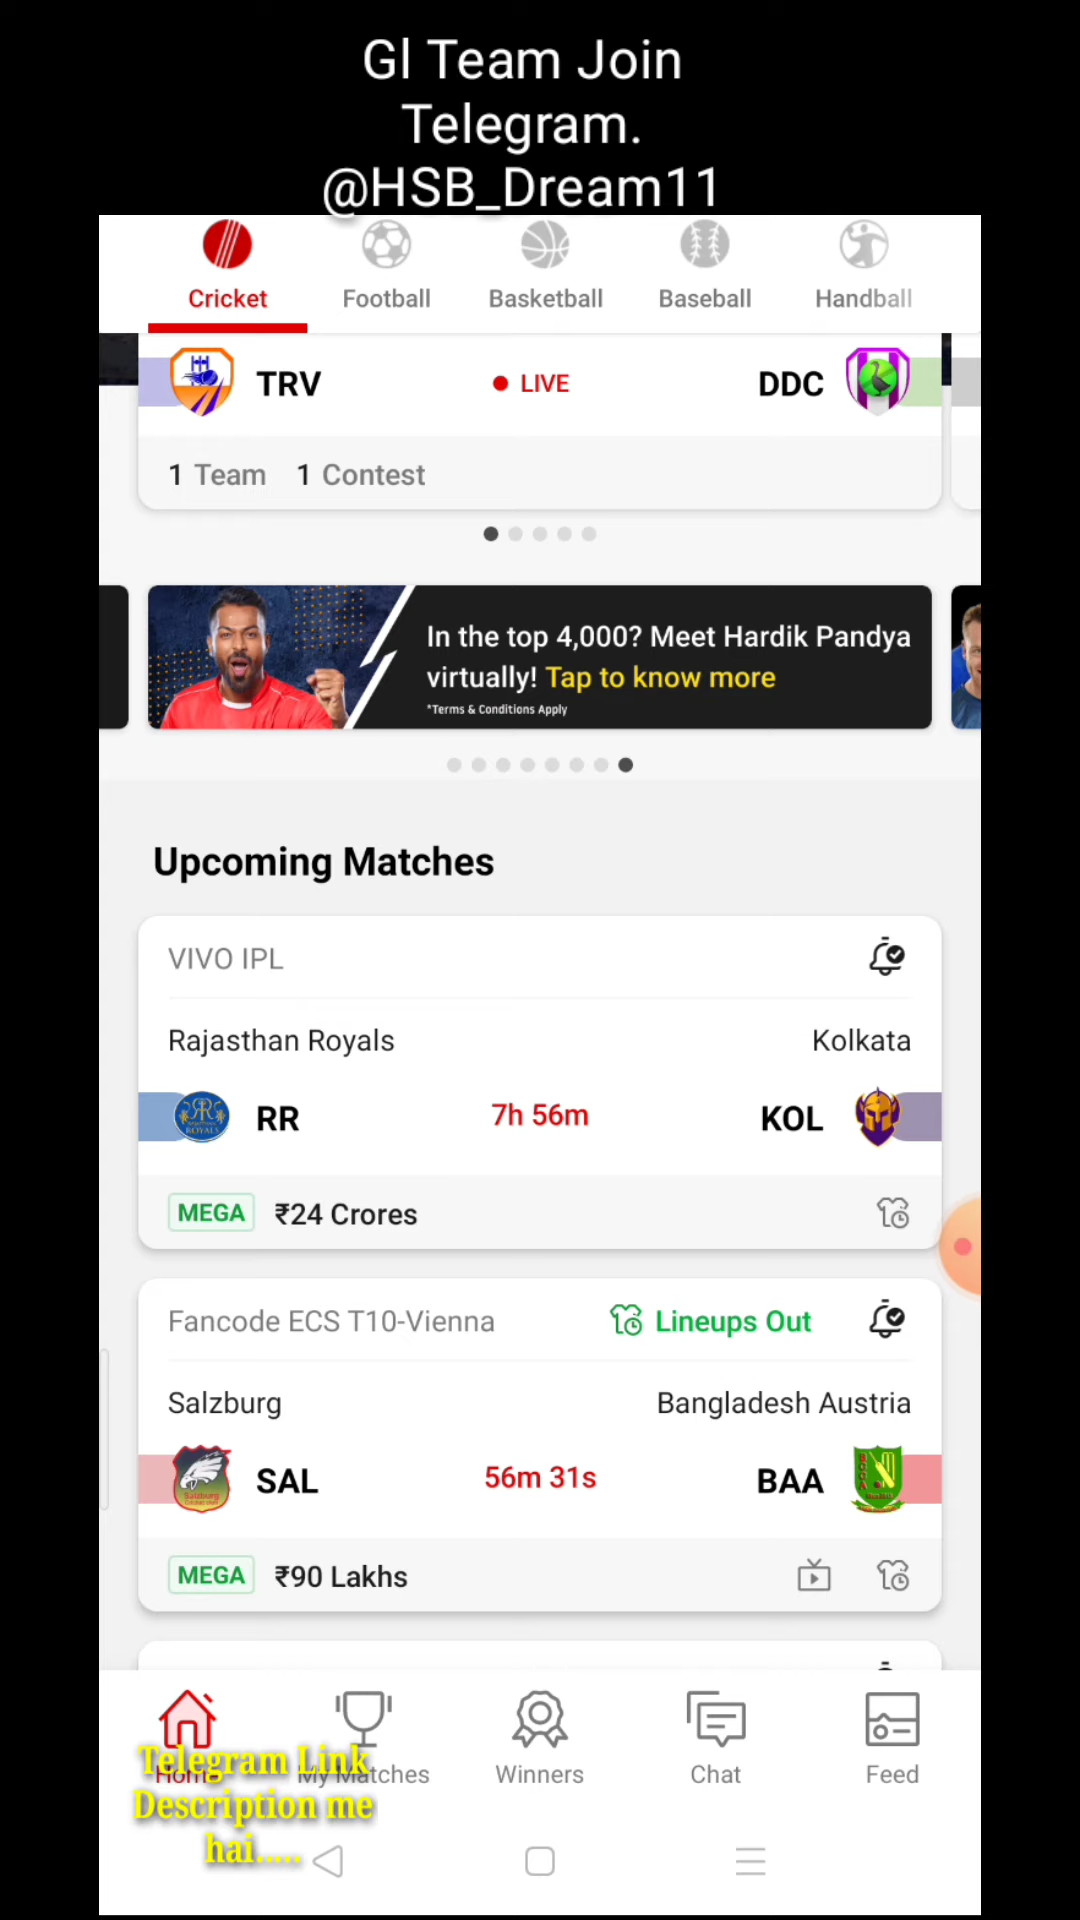 Gl Team Join
Telegram.
@HSB_Dream11
Cricket
Football
Basketball
Baseball
Handball
TRV
LIVE
DDC
1 Team 1 Contest
In the top 4,000? Meet Hardik Pandya
virtually! Tap to know more
*Terms & Conditions Apply
Upcoming Matches
VIVO IPL
Rajasthan Royals
Kolkata
RR
7h 56m
KOL
MEGA ₹24 Crores
Fancode ECS T10-Vienna
Lineups Out
Salzburg
Bangladesh Austria
SAL
56m 31s
BAA
MEGA ₹90 Lakhs
Home
My Matches
Winners
Chat
Feed
Telegram Link
Description me
hai.....